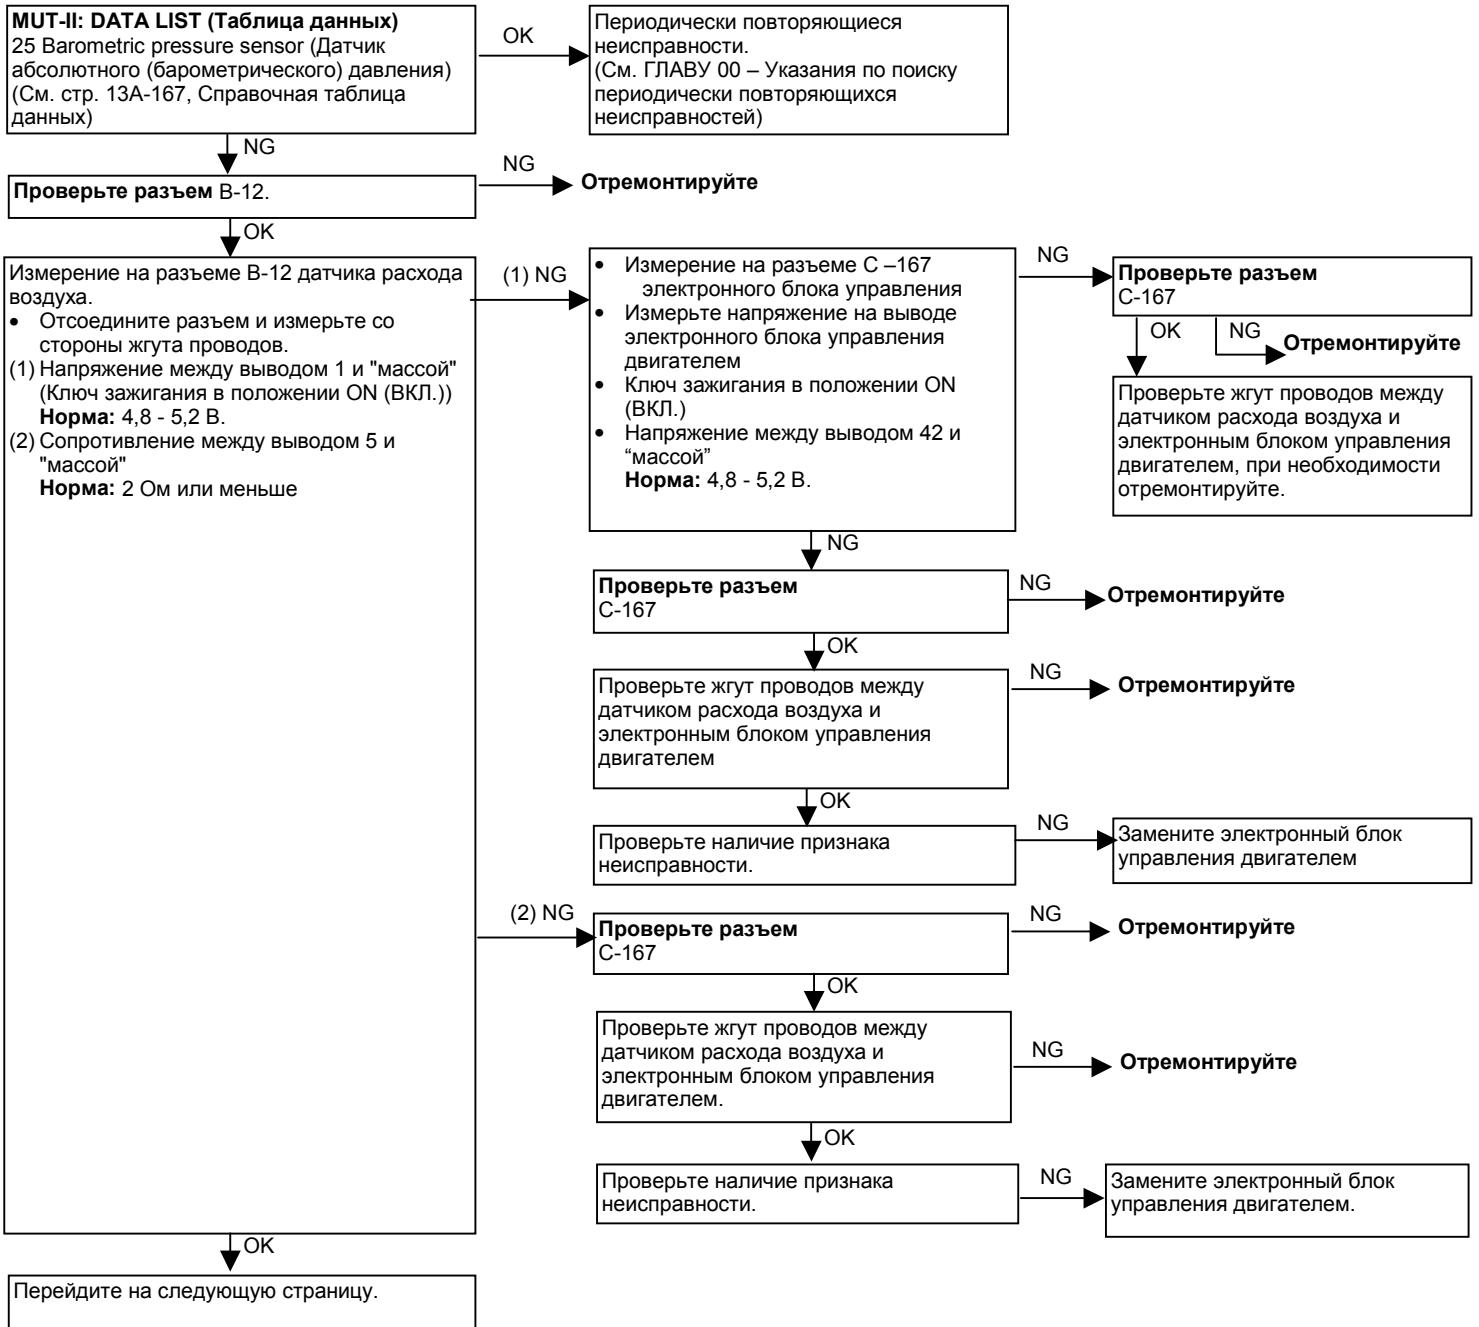 MUT-II: DATA LIST (Таблица данных)
25 Barometric pressure sensor (Датчик
абсолютного (барометрического) давления)
(См. стр. 13A-167, Справочная таблица
данных)
OK
Периодически повторяющиеся
неисправности.
(См. ГЛАВУ 00 – Указания по поиску
периодически повторяющихся
неисправностей)
NG
Проверьте разъем B-12.
NG
Отремонтируйте
OK
Измерение на разъеме B-12 датчика расхода
воздуха.
• Отсоедините разъем и измерьте со
стороны жгута проводов.
(1) Напряжение между выводом 1 и "массой"
(Ключ зажигания в положении ON (ВКЛ.))
Норма: 4,8 - 5,2 В.
(2) Сопротивление между выводом 5 и
"массой"
Норма: 2 Ом или меньше
(1) NG
• Измерение на разъеме C –167
электронного блока управления
• Измерьте напряжение на выводе
электронного блока управления
двигателем
• Ключ зажигания в положении ON
(ВКЛ.)
• Напряжение между выводом 42 и
“массой”
Норма: 4,8 - 5,2 В.
NG
Проверьте разъем
C-167
OK
NG
Отремонтируйте
Проверьте жгут проводов между
датчиком расхода воздуха и
электронным блоком управления
двигателем, при необходимости
отремонтируйте.
NG
Проверьте разъем
C-167
NG
Отремонтируйте
OK
Проверьте жгут проводов между
датчиком расхода воздуха и
электронным блоком управления
двигателем
NG
Отремонтируйте
OK
Проверьте наличие признака
неисправности.
NG
Замените электронный блок
управления двигателем
(2) NG
Проверьте разъем
C-167
NG
Отремонтируйте
OK
Проверьте жгут проводов между
датчиком расхода воздуха и
электронным блоком управления
двигателем.
NG
Отремонтируйте
OK
Проверьте наличие признака
неисправности.
NG
Замените электронный блок
управления двигателем.
OK
Перейдите на следующую страницу.